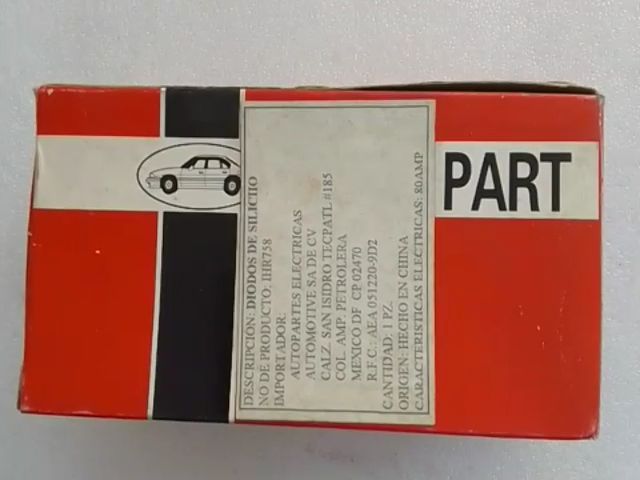 DESCRIPCION: DIODOS DE SILICIIO
NO DE PRODUCTO: IHR758
IMPORTADOR:
AUTOPARTES ELECTRICAS
AUTOMOTIVE SA DE CV
CALZ. SAN ISIDRO TECPATL #185
COL. AMP. PETROLERA
MEXICO DF CP 02470
R.F.C.: AEA 051220-9D2
CANTIDAD: 1 PZ.
ORIGEN: HECHO EN CHINA
CARACTERISTICAS ELECTRICAS: 80AMP
PART